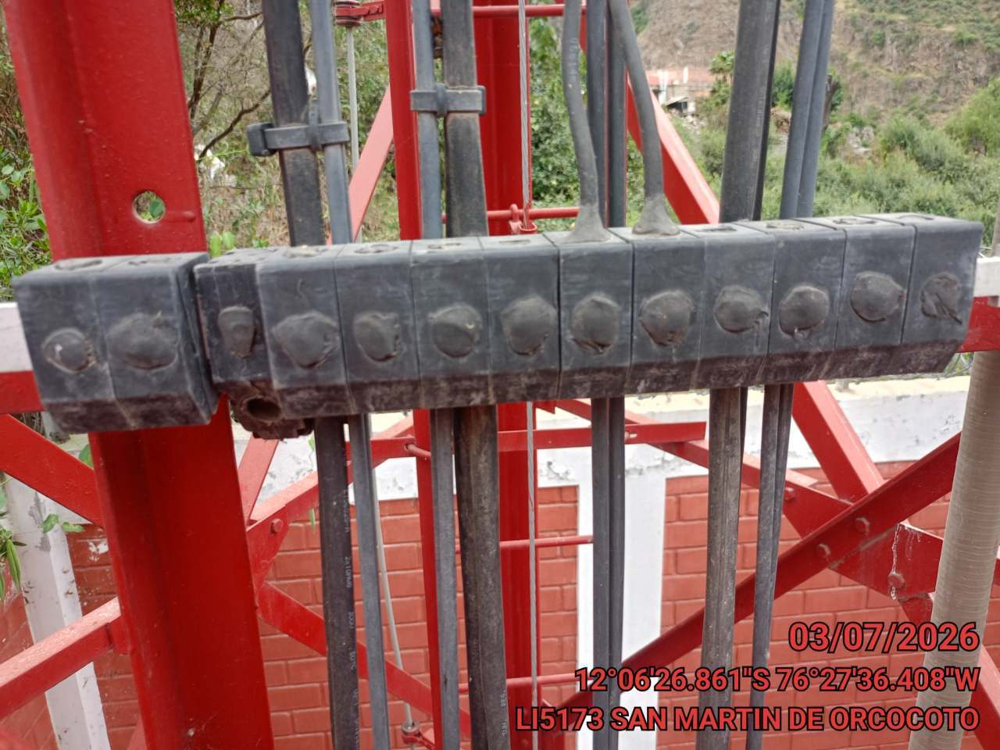 03/07/2026
12°06'26.861"S 76°27'36.408"W
LI5173 SAN MARTIN DE ORCOCOTO